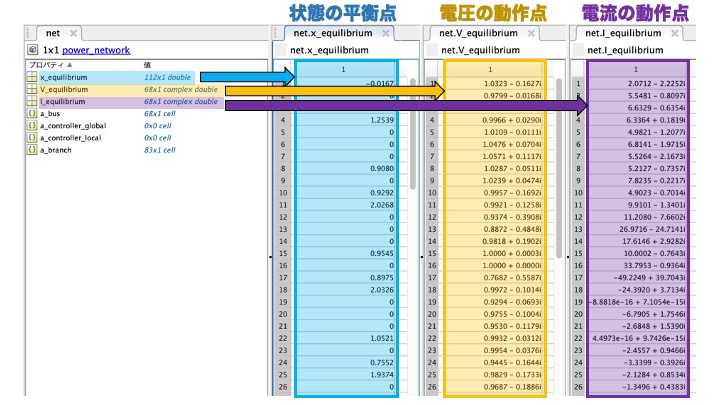 状態の平衡点 電圧の動作点 電流の動作点
net
net.x_equilibrium net.V_equilibrium net.I_equilibrium
1x1 power_network net.x_equilibrium net.V_equilibrium net.I_equilibrium
プロパティ 値
x_equilibrium 112x1 double
V_equilibrium 68x1 complex double
I_equilibrium 68x1 complex double
a_bus 68x1 cell
a_controller_global 0x0 cell
a_controller_local 0x0 cell
a_branch 83x1 cell
1 1 1
-0.0167 1.0323 - 0.1627i 1 2.0712 - 2.2252i
0.9799 - 0.0168i 5.5481 - 0.8097i
6.6329 - 0.6354i
4 1.2539 4 0.9966 + 0.0290i 4 6.3364 + 0.1819i
5 0 5 1.0109 - 0.0111i 5 4.9821 - 1.2077i
6 0 6 1.0476 + 0.0704i 6 6.8141 - 1.9715i
7 0 7 1.0571 + 0.1117i 7 5.5264 - 2.1673i
8 0.9080 8 1.0287 - 0.0511i 8 5.2127 - 0.7357i
9 0 9 1.0239 + 0.0474i 9 7.8235 - 0.2217i
10 0.9292 10 0.9957 - 0.1692i 10 4.9023 - 0.7014i
11 2.0268 11 0.9921 - 0.1258i 11 9.9101 - 1.3401i
12 0 12 0.9374 - 0.3908i 12 11.2080 - 7.6602i
13 0 13 0.8872 - 0.4848i 13 26.9716 - 24.7141i
14 0 14 0.9818 - 0.1902i 14 17.6146 + 2.9282i
15 0.9545 15 1.0000 + 0.0000i 15 10.0002 - 0.7643i
16 0 16 1.0000 + 0.0000i 16 33.7953 - 0.9364i
17 0.8975 17 0.7682 - 0.5587i 17 -49.2249 + 39.7043i
18 2.0326 18 0.9972 - 0.1014i 18 -24.3920 + 3.7134i
19 0 19 0.9294 - 0.0693i 19 -8.8818e-16 + 7.1054e-15i
20 0 20 0.9755 - 0.1004i 20 -6.7905 + 1.7546i
21 0 21 0.9530 - 0.1179i 21 -2.6848 + 1.5390i
22 1.0521 22 0.9932 - 0.0312i 22 4.4973e-16 + 9.7426e-15i
23 0 23 0.9954 - 0.0376i 23 -2.4557 + 0.9466i
24 0.7552 24 0.9445 - 0.1644i 24 -3.3399 - 0.3926i
25 1.9374 25 0.9829 - 0.1733i 25 -2.1284 + 0.8534i
26 0 26 0.9687 - 0.1886i 26 -1.3496 + 0.4383i